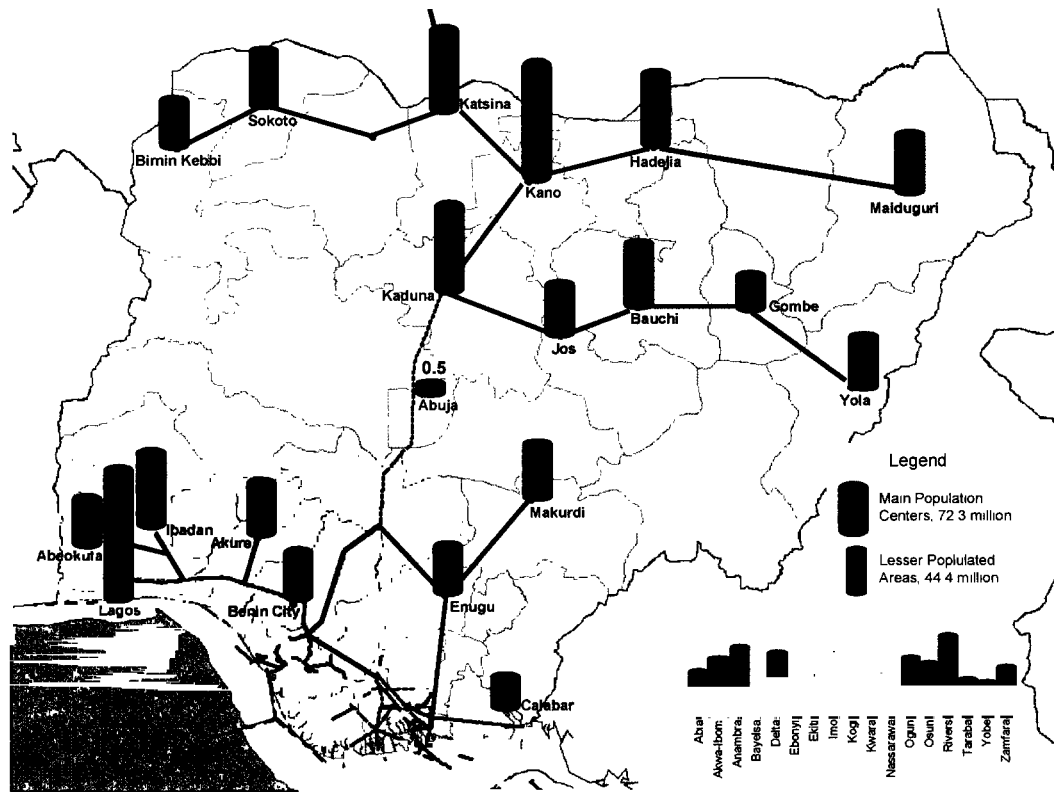 Katsina
Sokoto
Birnin Kebbi
Hadejia
Kano
Maiduguri
Kaduna
Bauchi
Gombe
Jos
0.5
Abuja
Yola
Legend
Main Population
Centers, 72 3 million
Lesser Poplulated
Areas, 44 4 million
Makurdi
Ibadan
Akure
Abeokuta
Lagos
Benin City
Enugu
Calabar
Abia
Akwa-Ibom
Anambra
Bayelsa
Delta
Ebonyi
Ekiti
Imo
Kogi
Kwara
Nassarawa
Ogun
Osun
Rivers
Taraba
Yobe
Zamfara